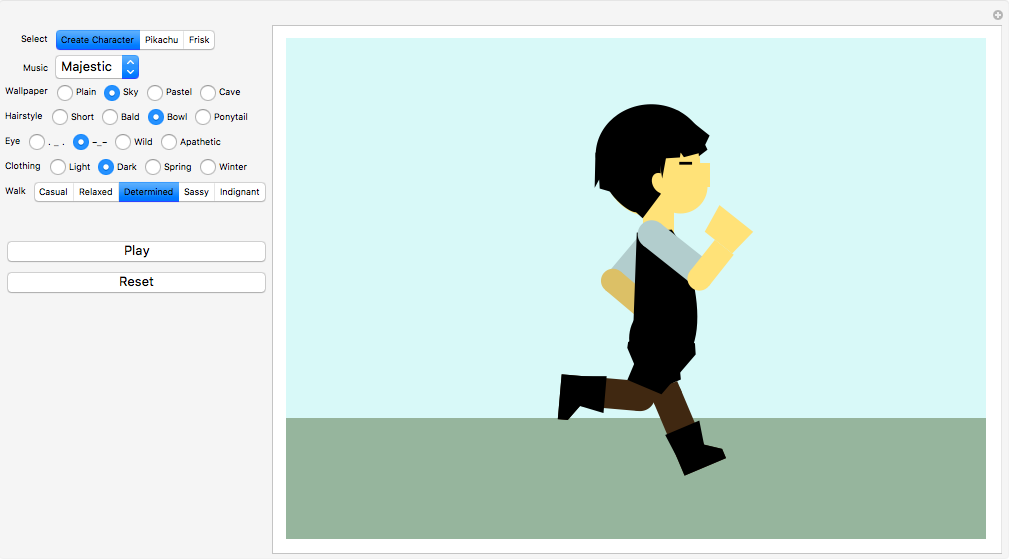 Select Create Character Pikachu Frisk
Music Majestic
Wallpaper Plain Sky Pastel Cave
Hairstyle Short Bald Bowl Ponytail
Eye . _ . –_– Wild Apathetic
Clothing Light Dark Spring Winter
Walk Casual Relaxed Determined Sassy Indignant
Play
Reset